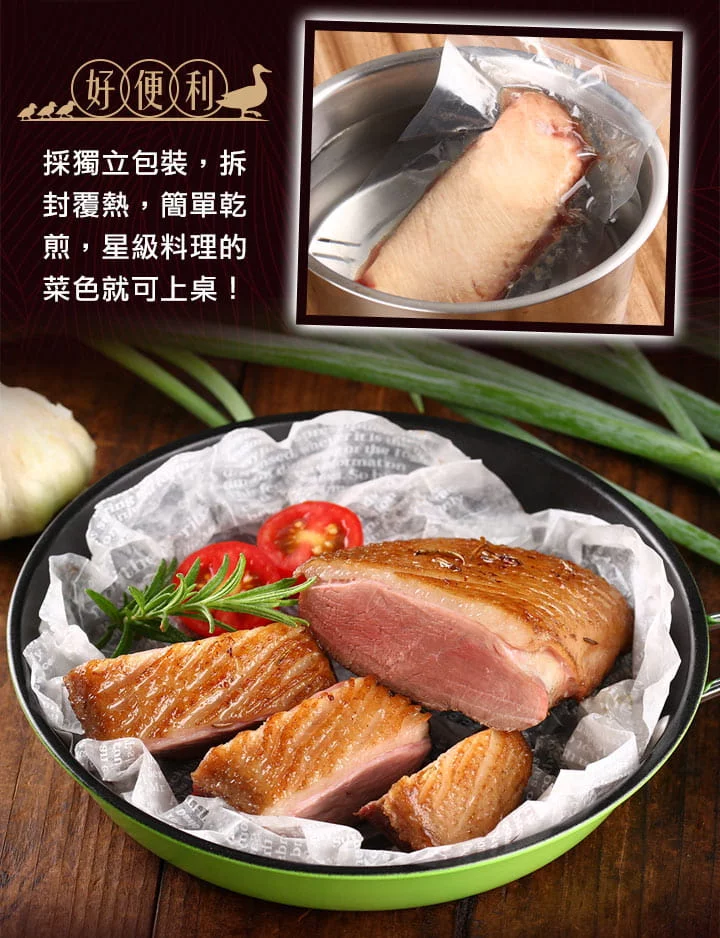 好便利
採獨立包裝，拆
封覆熱，簡單乾
煎，星級料理的
菜色就可上桌！